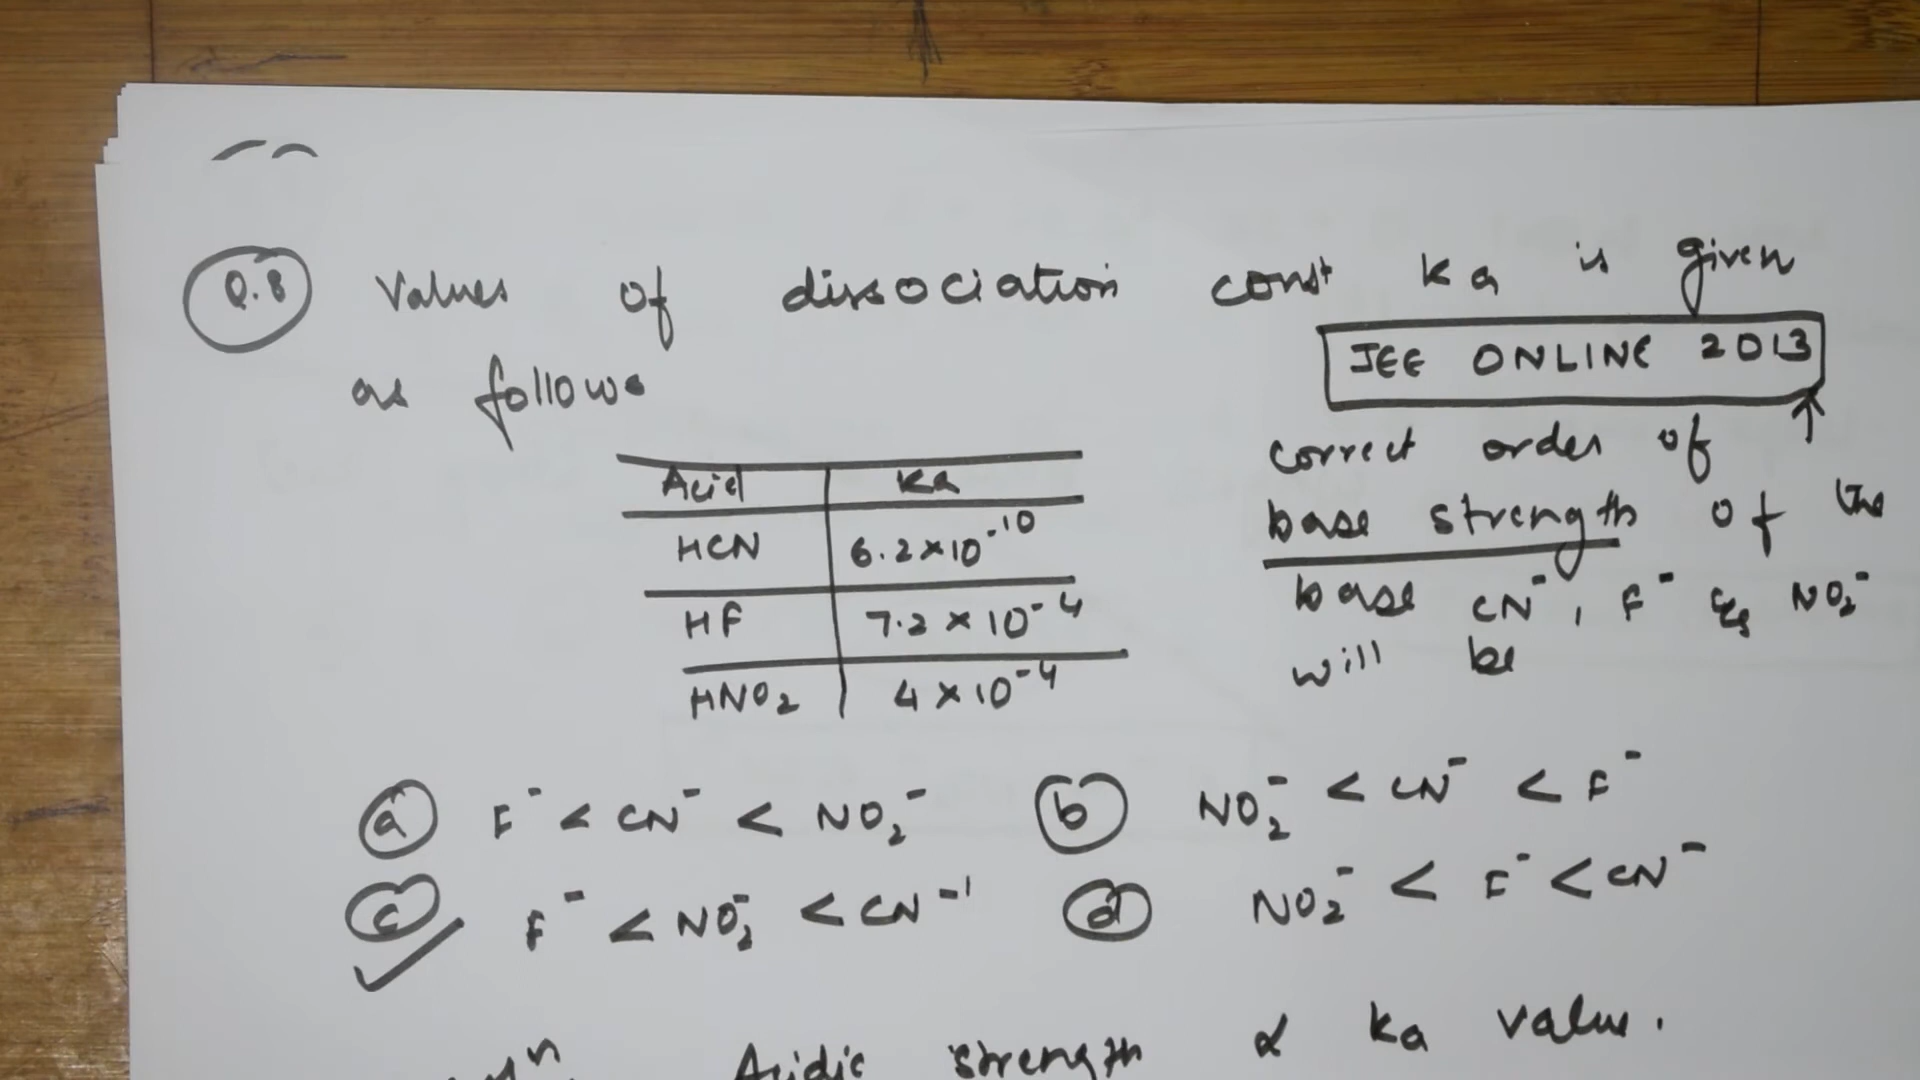 Q.8 Values of dissociation const ka is given
as follows
JEE ONLINE 2013
correct order of
base strength of the
base CN⁻, F⁻ & NO₂⁻
will be
Acid Ka
HCN 6.2×10⁻¹⁰
HF 7.2×10⁻⁴
HNO₂ 4×10⁻⁴
a F⁻ < CN⁻ < NO₂⁻ b NO₂⁻ < CN⁻ < F⁻
c F⁻ < NO₂⁻ < CN⁻¹ d NO₂⁻ < F⁻ < CN⁻
Acidic strength ∝ ka value.